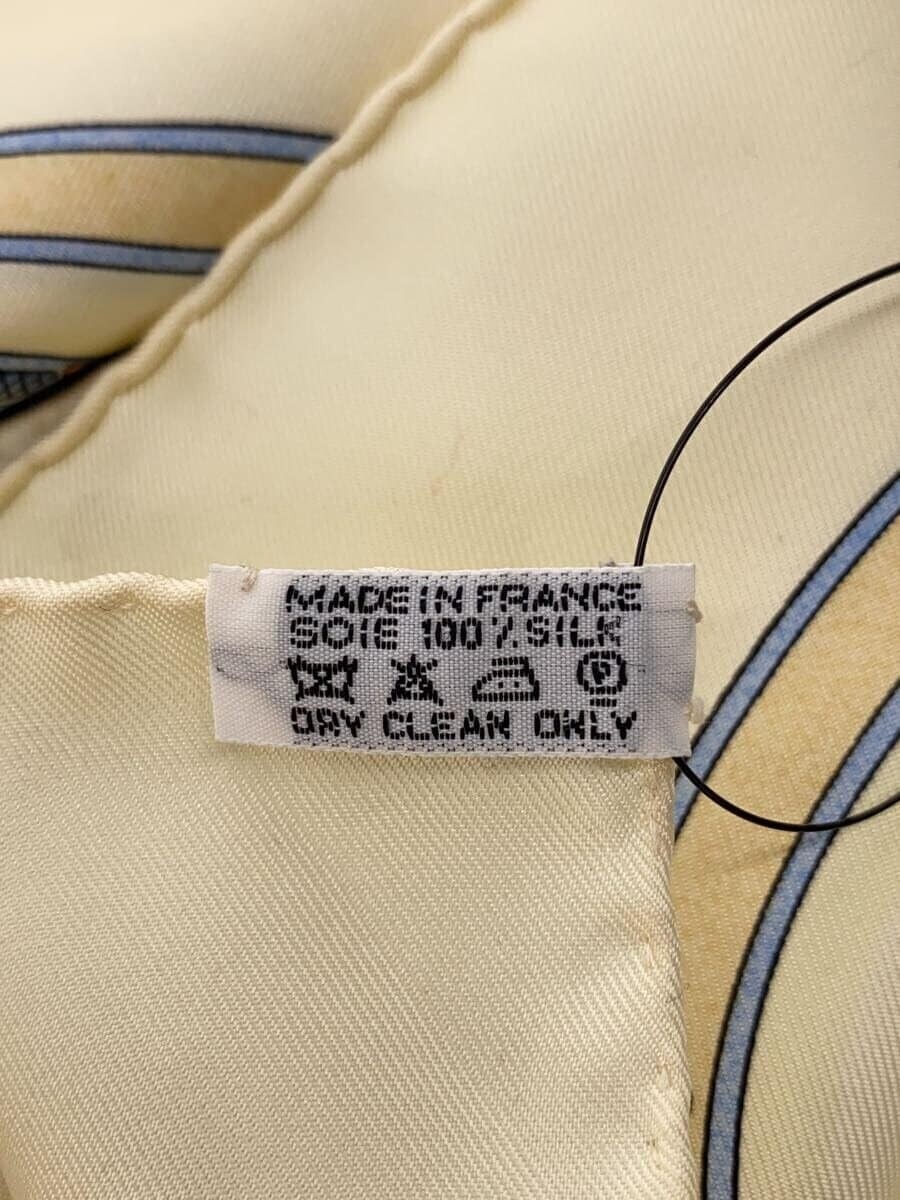 MADE IN FRANCE
SOIE 100% SILK
P
DRY CLEAN ONLY